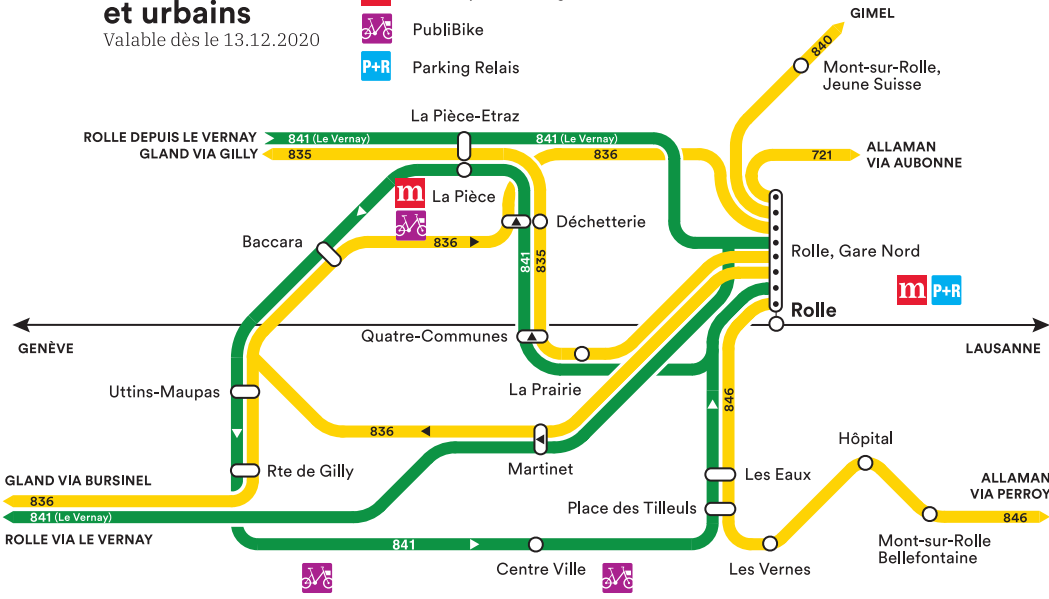 et urbains
Valable dès le 13.12.2020
PubliBike
P+R
Parking Relais
GIMEL
840
Mont-sur-Rolle,
Jeune Suisse
La Pièce-Etraz
ROLLE DEPUIS LE VERNAY
841 (Le Vernay)
841 (Le Vernay)
GLAND VIA GILLY
835
836
721
ALLAMAN
VIA AUBONNE
m
La Pièce
Déchetterie
Baccara
836
841
835
Rolle, Gare Nord
m
P+R
Rolle
GENÈVE
Quatre-Communes
LAUSANNE
La Prairie
Uttins-Maupas
846
836
Martinet
Hôpital
Rte de Gilly
Les Eaux
GLAND VIA BURSINEL
836
Place des Tilleuls
ALLAMAN
VIA PERROY
841 (Le Vernay)
846
ROLLE VIA LE VERNAY
841
Mont-sur-Rolle
Bellefontaine
Centre Ville
Les Vernes